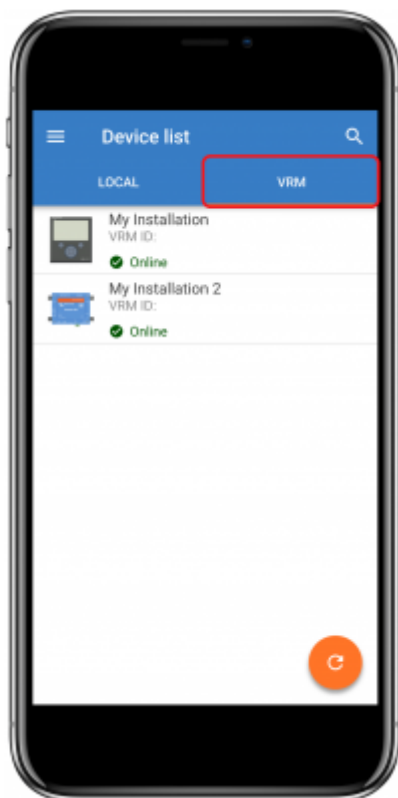 Device list
LOCAL
VRM
My Installation
VRM ID:
Online
My Installation 2
VRM ID:
Online